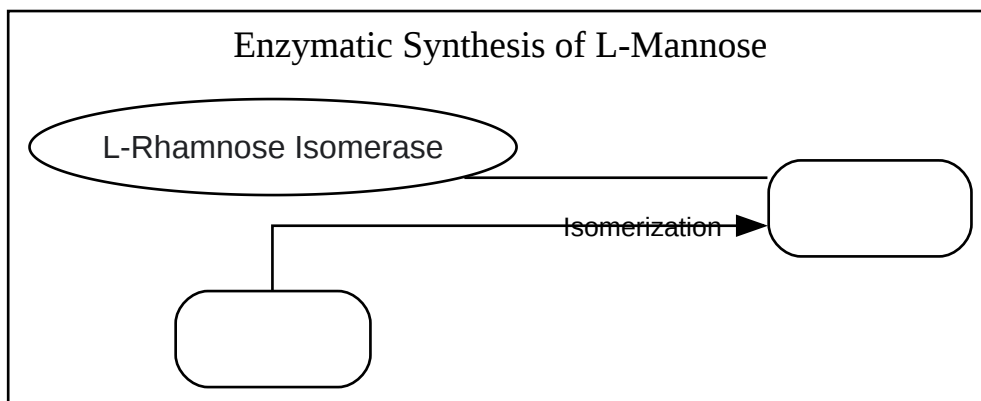 Enzymatic Synthesis of L-Mannose
L-Rhamnose Isomerase
Isomerization